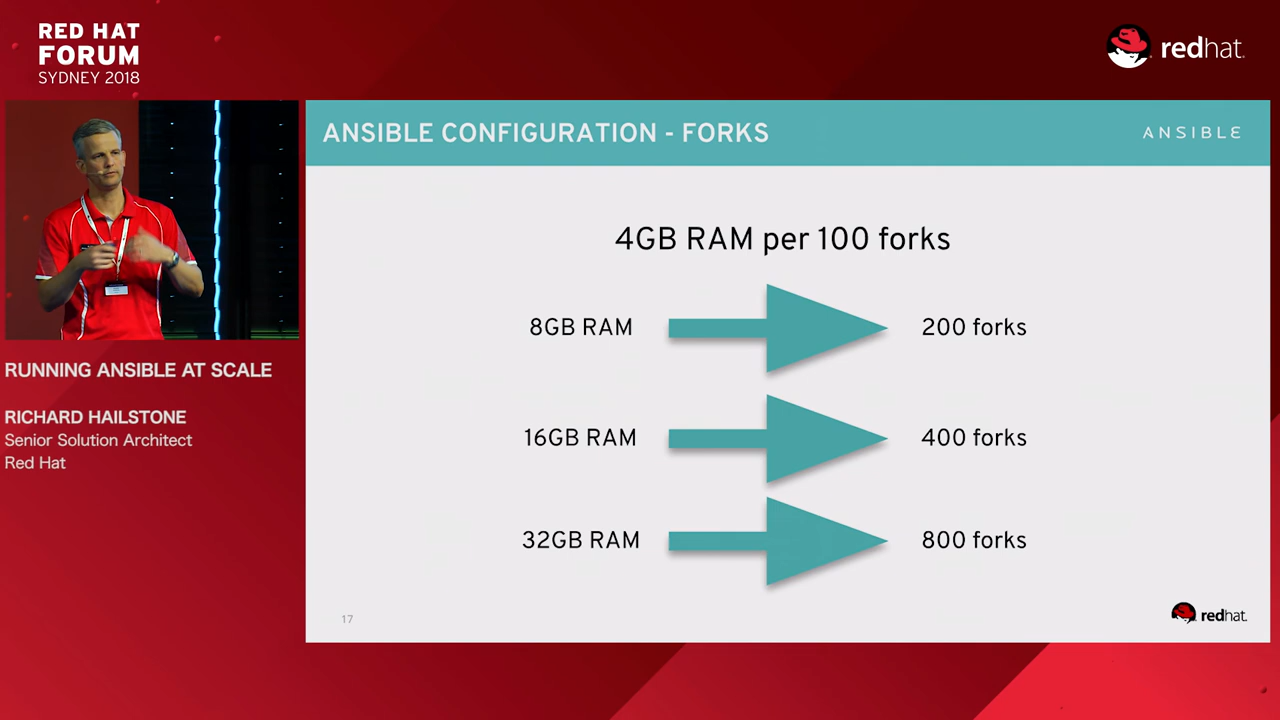 RED HAT
FORUM
SYDNEY 2018
redhat.
ANSIBLE CONFIGURATION - FORKS
ANSIBLE
4GB RAM per 100 forks
8GB RAM
200 forks
16GB RAM
400 forks
32GB RAM
800 forks
17
redhat.
RUNNING ANSIBLE AT SCALE
RICHARD HAILSTONE
Senior Solution Architect
Red Hat